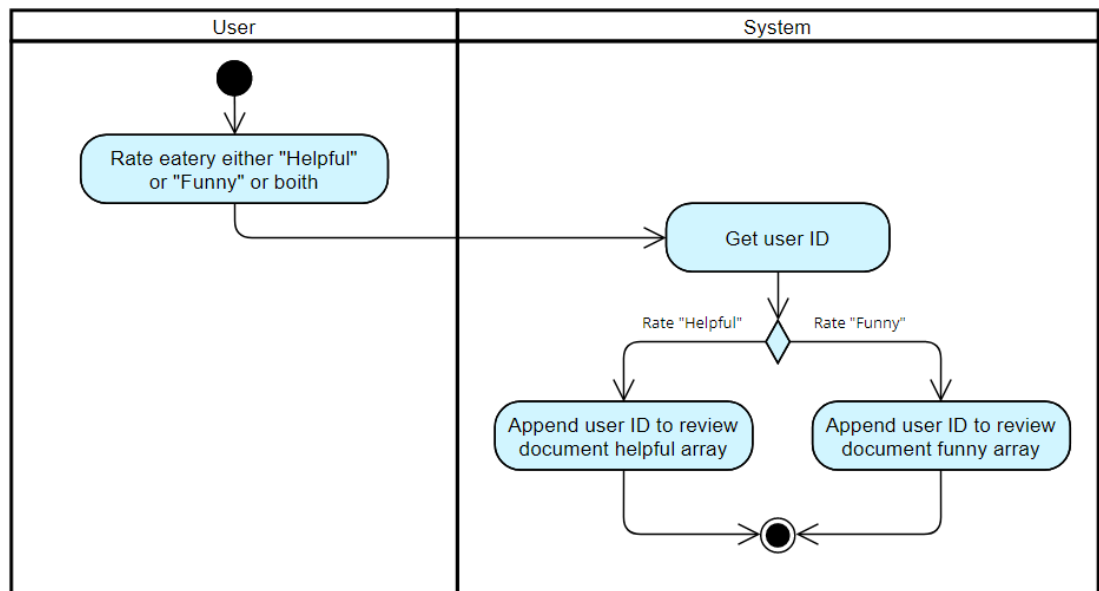 User
System
Rate eatery either "Helpful"
or "Funny" or boith
Get user ID
Rate "Helpful"
Rate "Funny"
Append user ID to review
document helpful array
Append user ID to review
document funny array